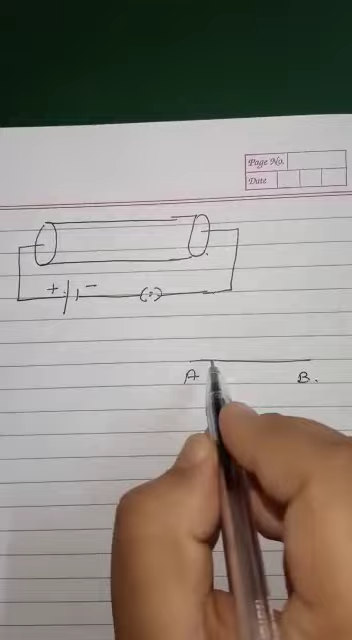 Page No.
Date
+ -
A B.